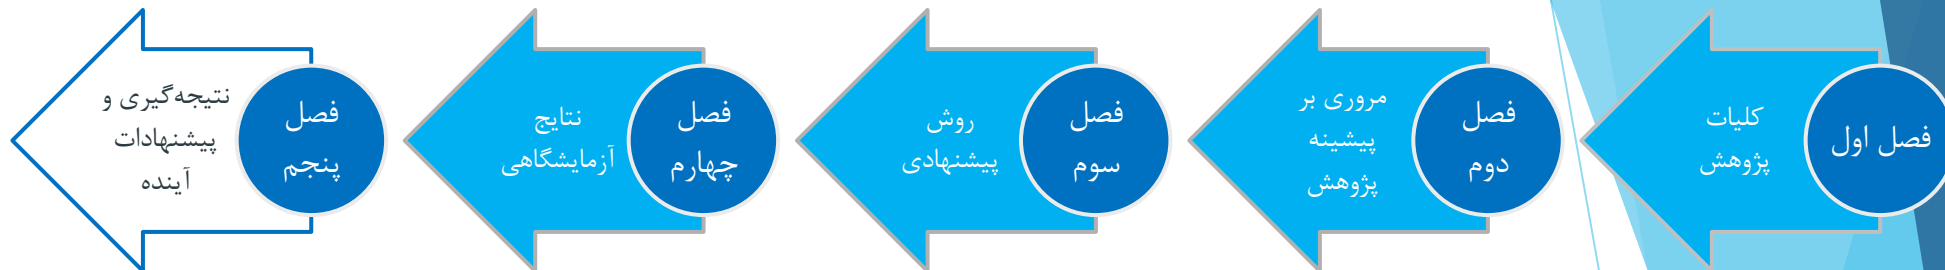 فصل اول
کلیات
پژوهش
فصل
دوم
مروری بر
پیشینه
پژوهش
فصل
سوم
روش
پیشنهادی
فصل
چهارم
نتایج
آزمایشگاهی
فصل
پنجم
نتیجه‌گیری و
پیشنهادات
آینده